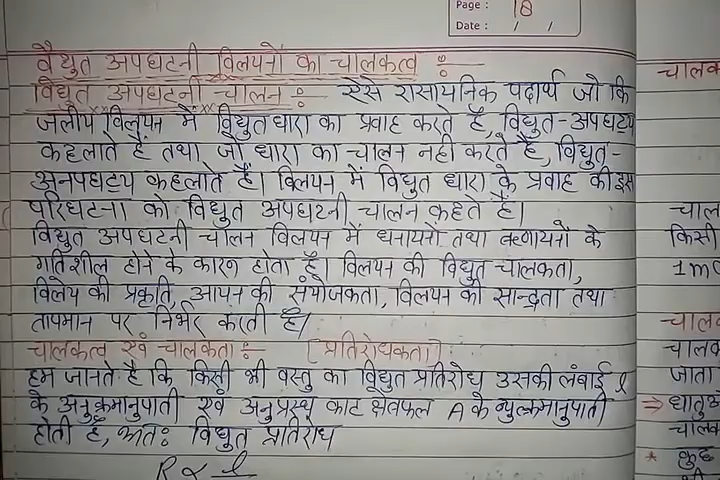 Page : 18
Date : / /
वैद्युत अपघटनी विलयनों का चालकत्व :
विद्युत अपघटनी चालन : ऐसे रासायनिक पदार्थ जो कि
जलीय विलयन में विद्युतधारा का प्रवाह करते हैं, विद्युत-अपघट्य
कहलाते हैं तथा जो धारा का चालन नहीं करते है, विद्युत-
अनपघट्य कहलाते हैं। विलयन में विद्युत धारा के प्रवाह की इस
परिघटना को विद्युत अपघटनी चालन कहते हैं।
विद्युत अपघटनी चालन विलयन में धनायनों तथा ऋणायनों के
गतिशील होने के कारण होता है। विलयन की विद्युत चालकता,
विलेय की प्रकृति, आयन की संयोजकता, विलयन की सान्द्रता तथा
तापमान पर निर्भर करती है।
चालकत्व एवं चालकता : (प्रतिरोधकता)
हम जानते है कि किसी भी वस्तु का विद्युत प्रतिरोध उसकी लंबाई l
के अनुक्रमानुपाती एवं अनुप्रस्थ काट क्षेत्रफल A के व्युत्क्रमानुपाती
होती है, अतः विद्युत प्रतिरोध
R α l
चालक
चाल
किसी
1m
चाल
चालक
जाता
⇒ धातुअ
चालक
* कुछ